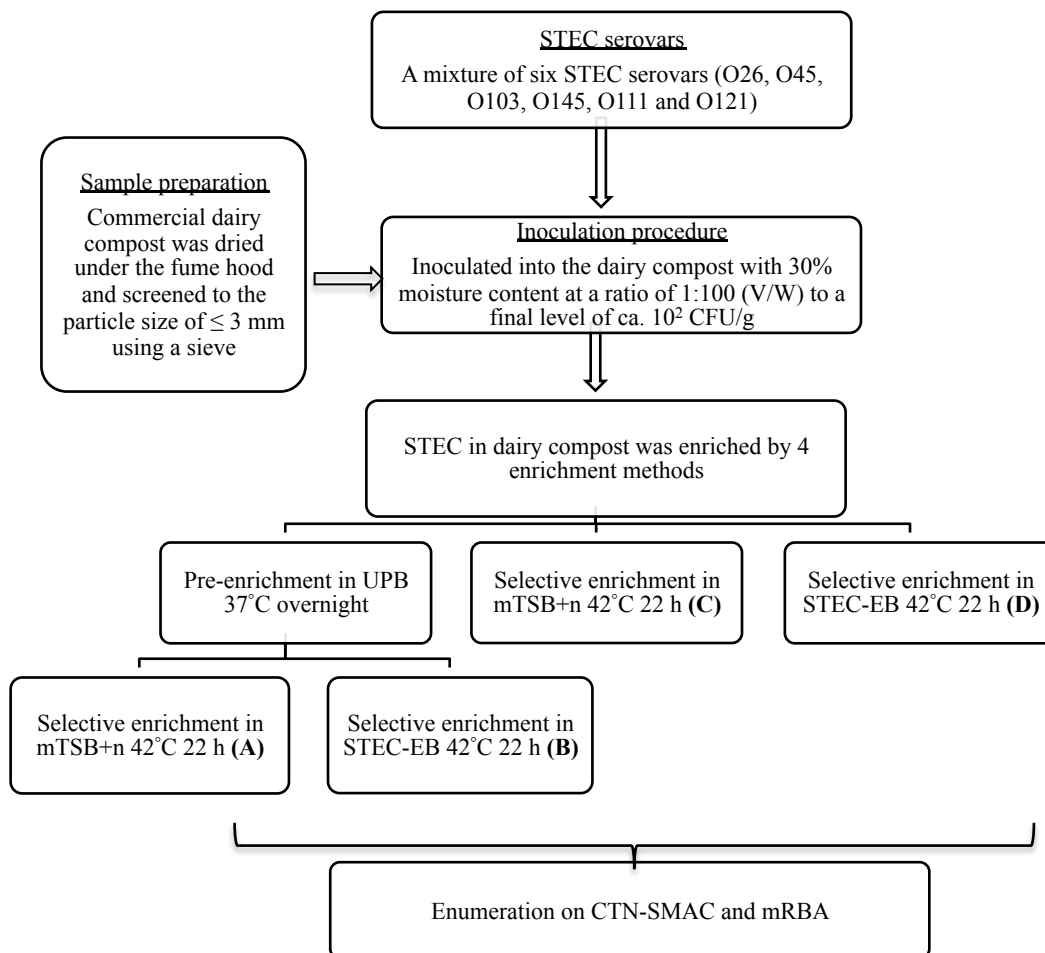 STEC serovars
A mixture of six STEC serovars (O26, O45,
O103, O145, O111 and O121)
Sample preparation
Commercial dairy
compost was dried
under the fume hood
and screened to the
particle size of ≤ 3 mm
using a sieve
Inoculation procedure
Inoculated into the dairy compost with 30%
moisture content at a ratio of 1:100 (V/W) to a
final level of ca. 10² CFU/g
STEC in dairy compost was enriched by 4
enrichment methods
Pre-enrichment in UPB
37˚C overnight
Selective enrichment in
mTSB+n 42˚C 22 h (C)
Selective enrichment in
STEC-EB 42˚C 22 h (D)
Selective enrichment in
mTSB+n 42˚C 22 h (A)
Selective enrichment in
STEC-EB 42˚C 22 h (B)
Enumeration on CTN-SMAC and mRBA